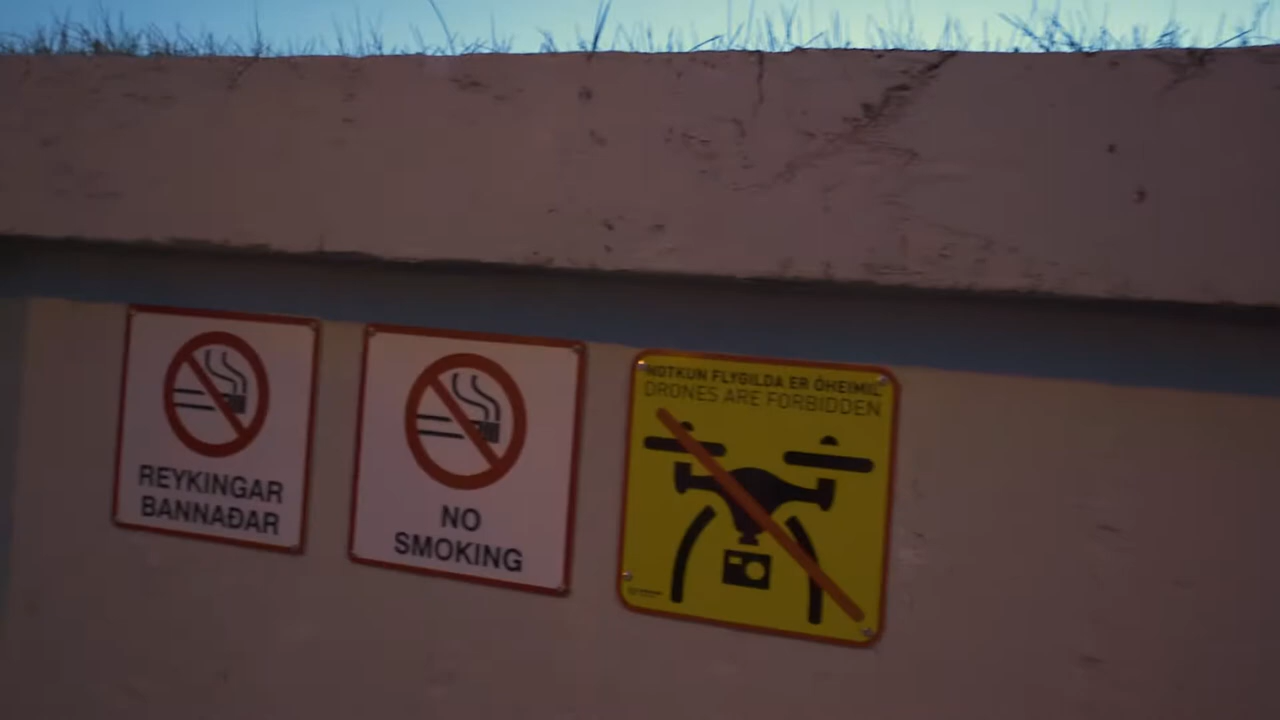 REYKINGAR
BANNAÐAR
NO
SMOKING
NOTKUN FLYGILDA ER ÓHEIMIL
DRONES ARE FORBIDDEN